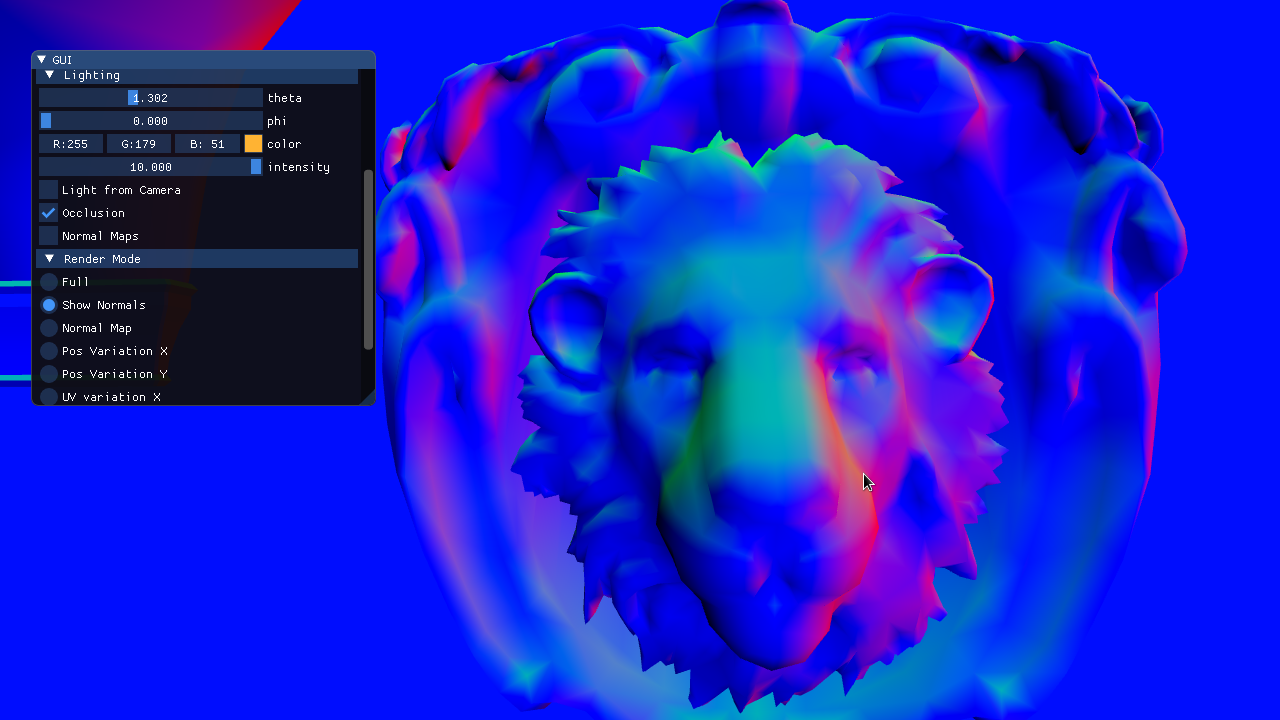 GUI
Lighting
1.302 theta
0.000 phi
R:255 G:179 B: 51 color
10.000 intensity
Light from Camera
Occlusion
Normal Maps
Render Mode
Full
Show Normals
Normal Map
Pos Variation X
Pos Variation Y
UV variation X